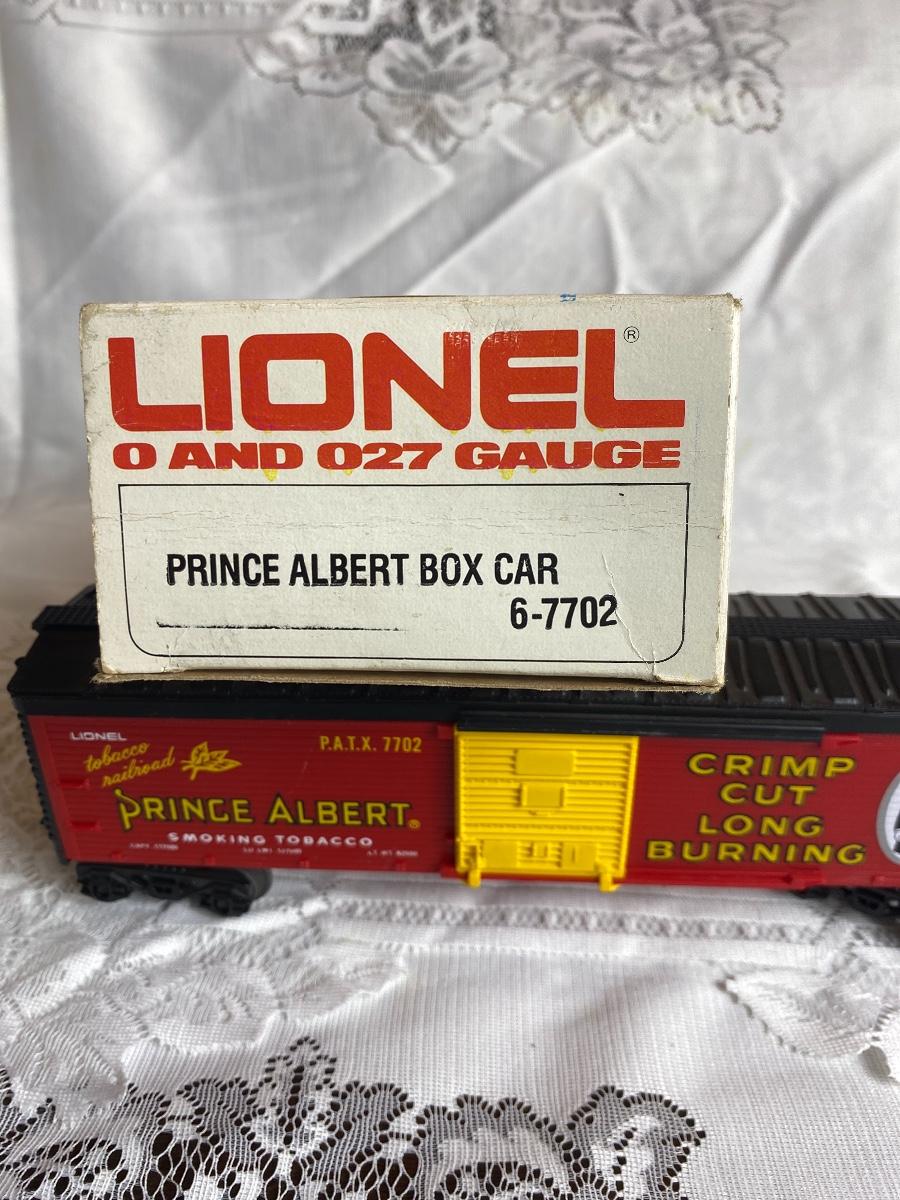 LIONEL®
O AND O27 GAUGE
PRINCE ALBERT BOX CAR
6-7702
LIONEL
tobacco
railroad
P.A.T.X. 7702
PRINCE ALBERT®
SMOKING TOBACCO
CRIMP
CUT
LONG
BURNING